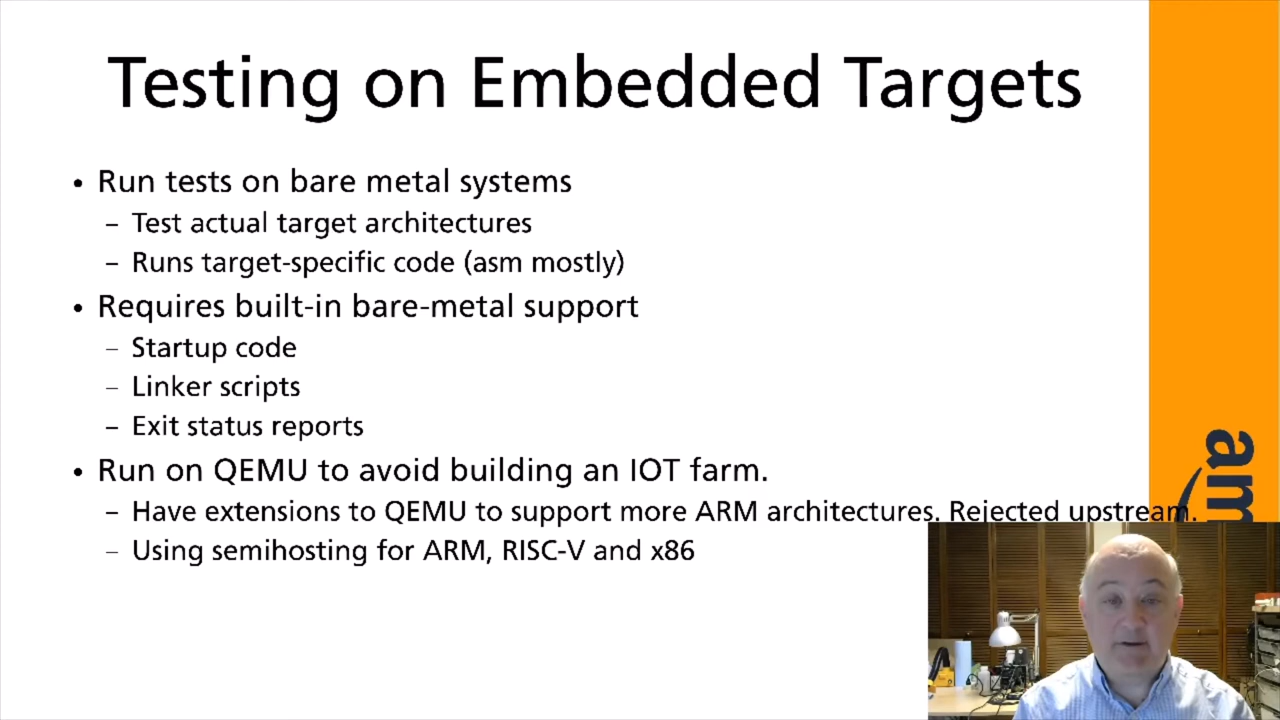 Testing on Embedded Targets
• Run tests on bare metal systems
– Test actual target architectures
– Runs target-specific code (asm mostly)
• Requires built-in bare-metal support
– Startup code
– Linker scripts
– Exit status reports
• Run on QEMU to avoid building an IOT farm.
– Have extensions to QEMU to support more ARM architectures. Rejected upstream.
– Using semihosting for ARM, RISC-V and x86
am